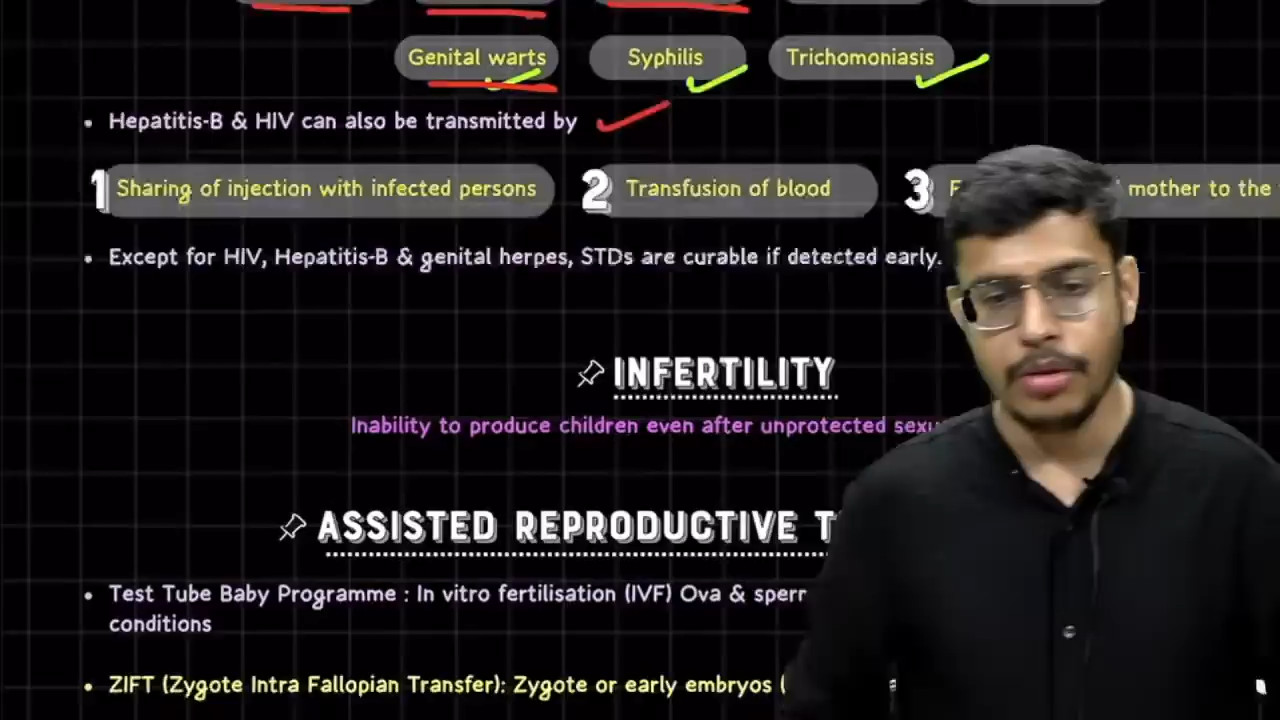 Genital warts Syphilis Trichomoniasis
• Hepatitis-B & HIV can also be transmitted by
1 Sharing of injection with infected persons 2 Transfusion of blood 3 mother to the
• Except for HIV, Hepatitis-B & genital herpes, STDs are curable if detected early.
INFERTILITY
Inability to produce children even after unprotected
ASSISTED REPRODUCTIVE
• Test Tube Baby Programme : In vitro fertilisation (IVF) Ova &
conditions
• ZIFT (Zygote Intra Fallopian Transfer): Zygote or early embryos (